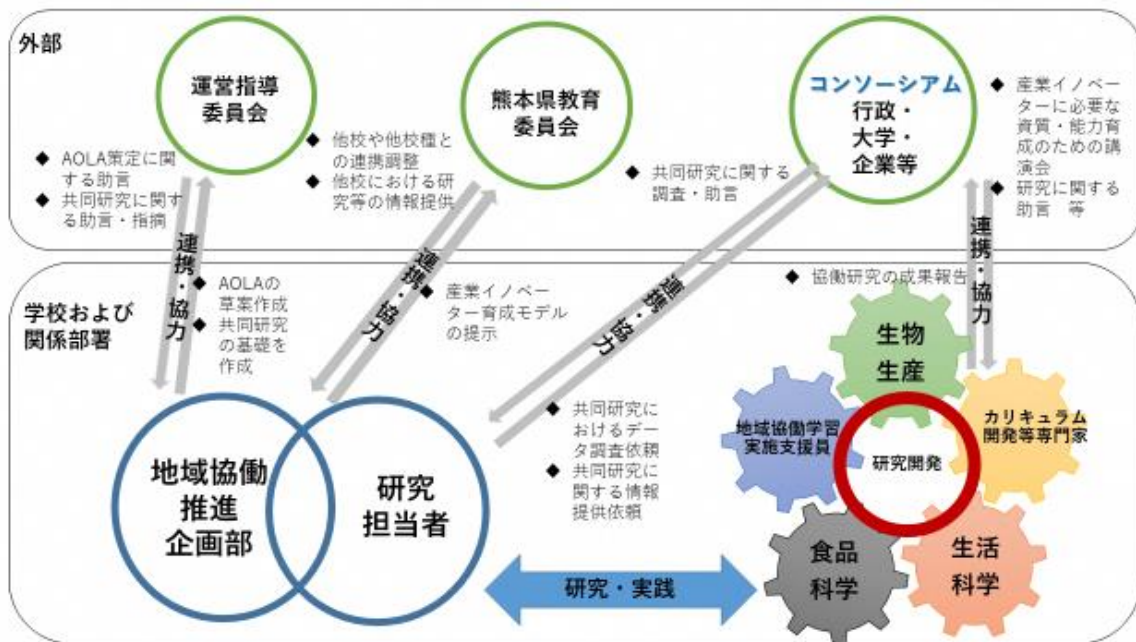 外部
運営指導
委員会
熊本県教育
委員会
コンソーシアム
行政・
大学・
企業等
◆ AOLA策定に関
する助言
◆ 共同研究に関す
る助言・指摘
◆ 他校や他校種と
の連携調整
◆ 他校における研
究等の情報提供
◆ 共同研究に関する
調査・助言
◆ 産業イノベー
ターに必要な
資質・能力育
成のための講
演会
◆ 研究に関する
助言 等
連携・協力
連携・協力
連携・協力
連携・協力
学校および
関係部署
◆ AOLAの
草案作成
◆ 共同研究
の基礎を
作成
◆ 産業イノベー
ター育成モデル
の提示
◆ 協働研究の成果報告
◆ 共同研究に
おけるデー
タ調査依頼
◆ 共同研究に
関する情報
提供依頼
地域協働
推進
企画部
研究
担当者
研究・実践
生物
生産
地域協働学習
実施支援員
カリキュラム
開発等専門家
研究開発
食品
科学
生活
科学